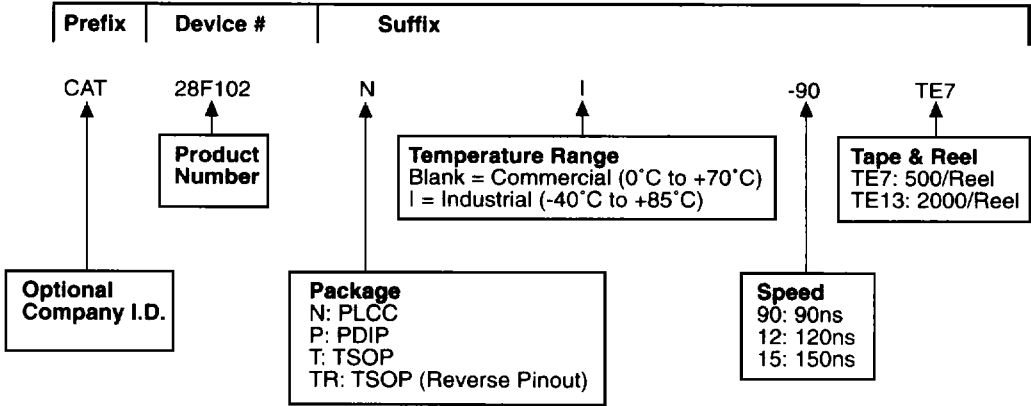 Prefix Device # Suffix
CAT 28F102 N I -90 TE7
Product
Number
Temperature Range
Blank = Commercial (0˚C to +70˚C)
I = Industrial (-40˚C to +85˚C)
Tape & Reel
TE7: 500/Reel
TE13: 2000/Reel
Optional
Company I.D.
Package
N: PLCC
P: PDIP
T: TSOP
TR: TSOP (Reverse Pinout)
Speed
90: 90ns
12: 120ns
15: 150ns